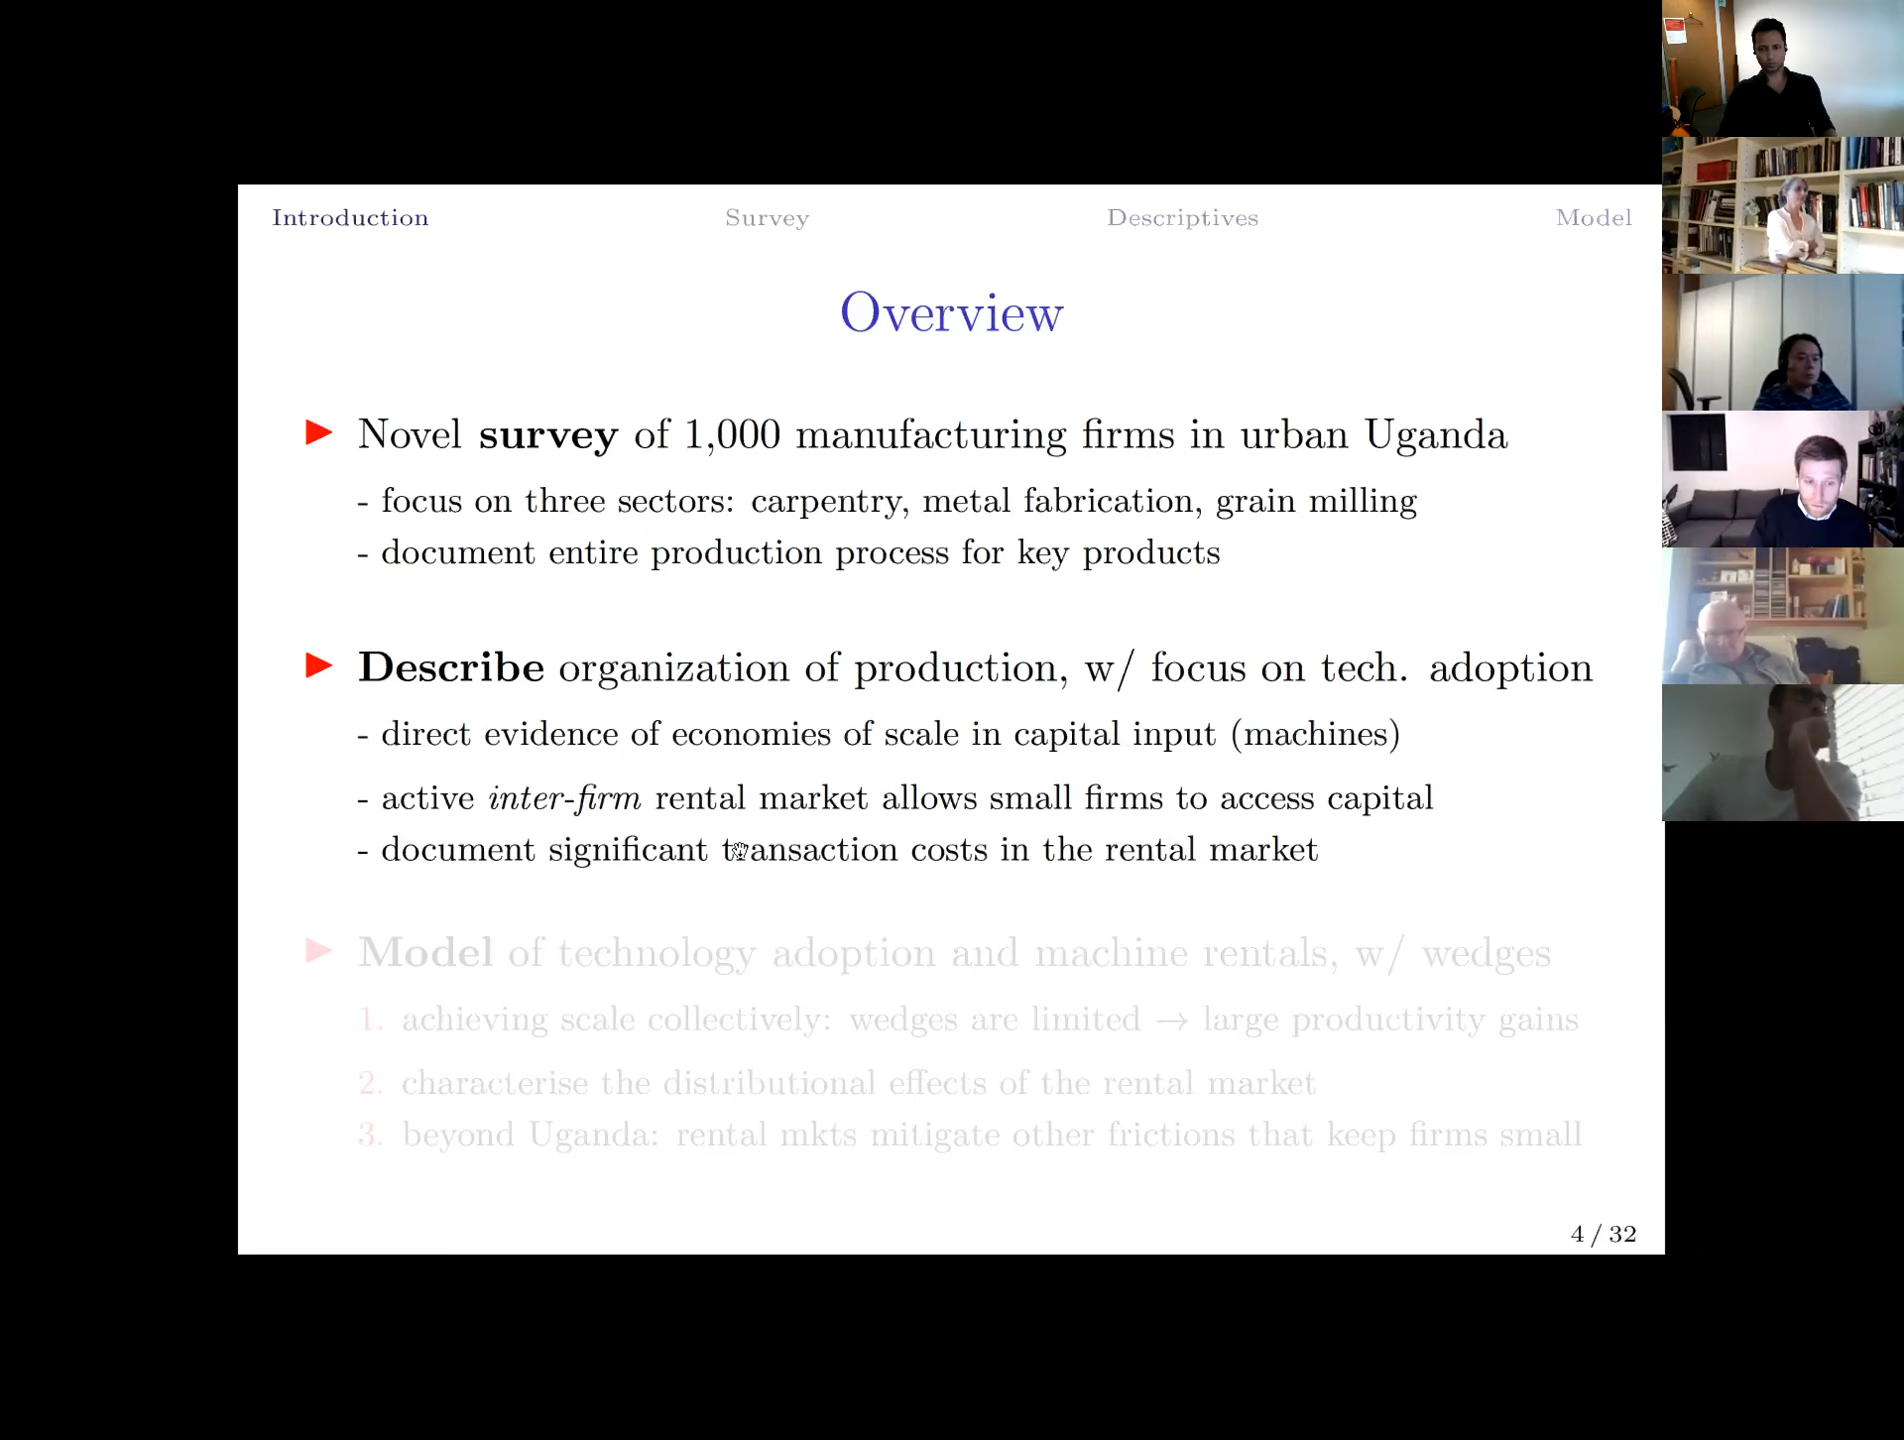 Introduction Survey Descriptives Model
Overview
Novel survey of 1,000 manufacturing firms in urban Uganda
- focus on three sectors: carpentry, metal fabrication, grain milling
- document entire production process for key products
Describe organization of production, w/ focus on tech. adoption
- direct evidence of economies of scale in capital input (machines)
- active inter-firm rental market allows small firms to access capital
- document significant transaction costs in the rental market
Model of technology adoption and machine rentals, w/ wedges
1. achieving scale collectively: wedges are limited → large productivity gains
2. characterise the distributional effects of the rental market
3. beyond Uganda: rental mkts mitigate other frictions that keep firms small
4 / 32